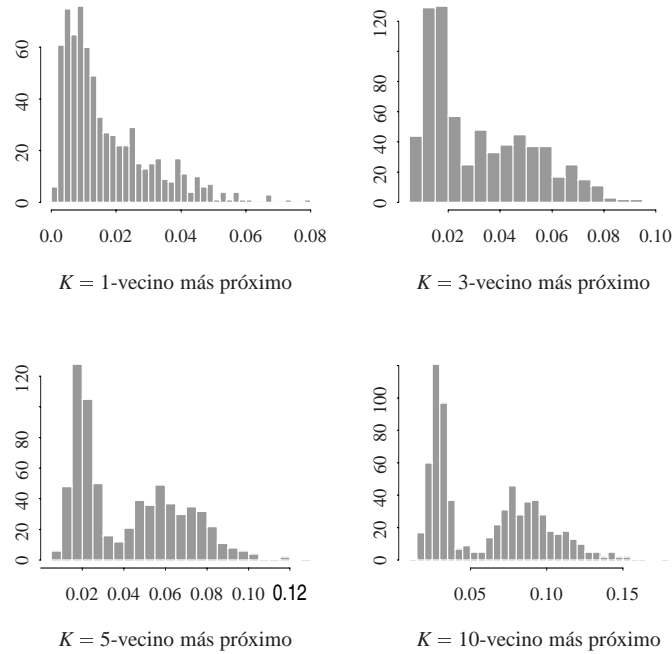 0 20 40 60
0.0 0.02 0.04 0.06 0.08
K = 1-vecino más próximo
0 20 40 60 80 100 120
0.02 0.04 0.06 0.08 0.10
K = 3-vecino más próximo
0 20 40 60 80 120
0.02 0.04 0.06 0.08 0.10 0.12
K = 5-vecino más próximo
0 20 40 60 80 100
0.05 0.10 0.15
K = 10-vecino más próximo